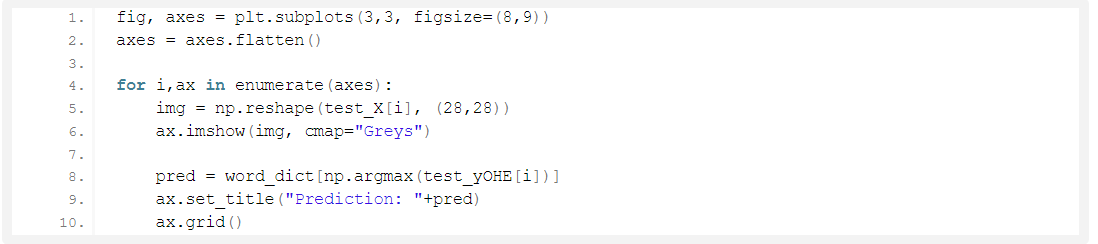 1. fig, axes = plt.subplots(3,3, figsize=(8,9))
2. axes = axes.flatten()
3.
4. for i,ax in enumerate(axes):
5.     img = np.reshape(test_X[i], (28,28))
6.     ax.imshow(img, cmap="Greys")
7.
8.     pred = word_dict[np.argmax(test_yOHE[i])]
9.     ax.set_title("Prediction: "+pred)
10.     ax.grid()